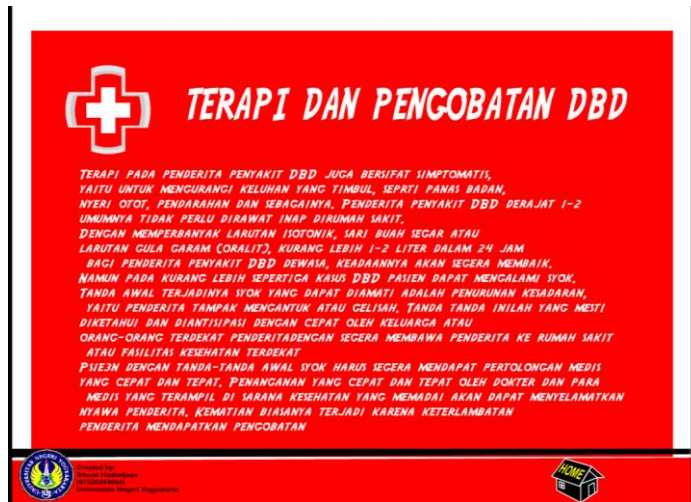 TERAPI DAN PENGOBATAN DBD
TERAPI PADA PENDERITA PENYAKIT DBD JUGA BERSIFAT SIMPTOMATIS,
YAITU UNTUK MENGURANGI KELUHAN YANG TIMBUL, SEPRTI PANAS BADAN,
NYERI OTOT, PENDARAHAN DAN SEBAGAINYA. PENDERITA PENYAKIT DBD DERAJAT 1-2
UMUMNYA TIDAK PERLU DIRAWAT INAP DIRUMAH SAKIT.
DENGAN MEMPERBANYAK LARUTAN ISOTONIK, SARI BUAH SEGAR ATAU
LARUTAN GULA GARAM (ORALIT), KURANG LEBIH 1-2 LITER DALAM 24 JAM
BAGI PENDERITA PENYAKIT DBD DEWASA, KEADAANNYA AKAN SEGERA MEMBAIK.
NAMUN PADA KURANG LEBIH SEPERTIGA KASUS DBD PASIEN DAPAT MENGALAMI SYOK.
TANDA AWAL TERJADINYA SYOK YANG DAPAT DIAMATI ADALAH PENURUNAN KESADARAN,
YAITU PENDERITA TAMPAK MENGANTUK ATAU GELISAH. TANDA TANDA INILAH YANG MESTI
DIKETAHUI DAN DIANTISIPASI DENGAN CEPAT OLEH KELUARGA ATAU
ORANG-ORANG TERDEKAT PENDERITADENGAN SEGERA MEMBAWA PENDERITA KE RUMAH SAKIT
ATAU FASILITAS KESEHATAN TERDEKAT
PSIE3N DENGAN TANDA-TANDA AWAL SYOK HARUS SEGERA MENDAPAT PERTOLONGAN MEDIS
YANG CEPAT DAN TEPAT. PENANGANAN YANG CEPAT DAN TEPAT OLEH DOKTER DAN PARA
MEDIS YANG TERAMPIL DI SARANA KESEHATAN YANG MEMADAI AKAN DAPAT MENYELAMATKAN
NYAWA PENDERITA. KEMATIAN BIASANYA TERJADI KARENA KETERLAMBATAN
PENDERITA MENDAPATKAN PENGOBATAN
Created by:
Universitas Negeri Yogyakarta
HOME